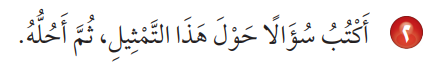 ٢ أَكْتُبُ سُؤَالًا حَوْلَ هَذَا التَّمْثِيلِ، ثُمَّ أَحُلُّهُ.